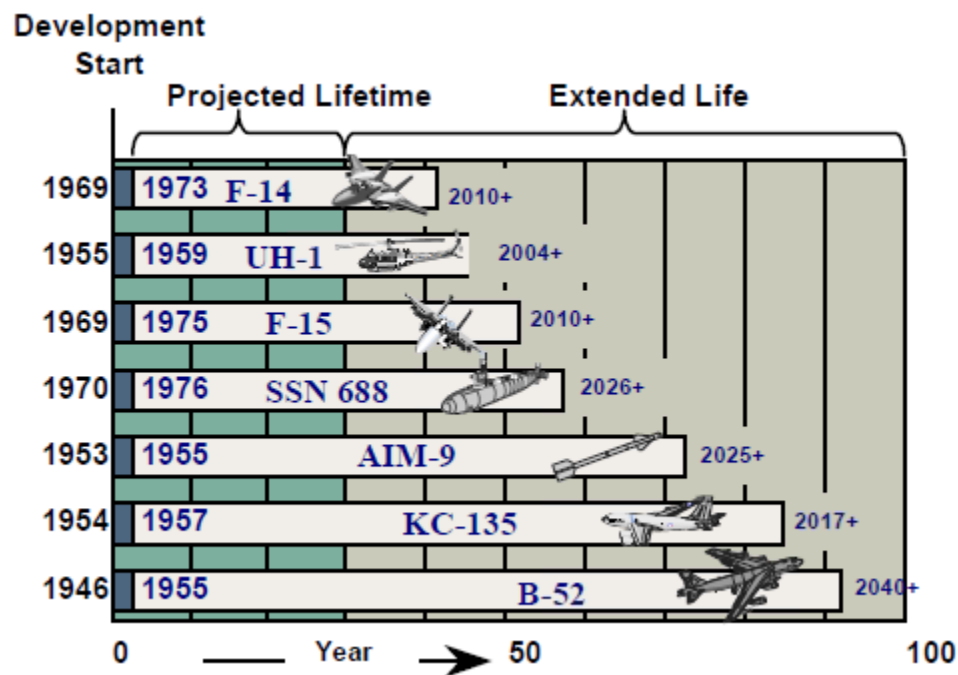 Development
Start
Projected Lifetime Extended Life
1969 1973 F-14 2010+
1955 1959 UH-1 2004+
1969 1975 F-15 2010+
1970 1976 SSN 688 2026+
1953 1955 AIM-9 2025+
1954 1957 KC-135 2017+
1946 1955 B-52 2040+
0 Year 50 100